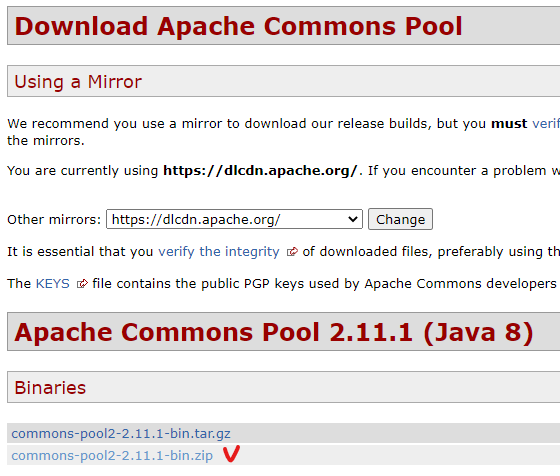 Download Apache Commons Pool
Using a Mirror
We recommend you use a mirror to download our release builds, but you must verif
the mirrors.
You are currently using https://dlcdn.apache.org/. If you encounter a problem w
Other mirrors: https://dlcdn.apache.org/ Change
It is essential that you verify the integrity of downloaded files, preferably using th
The KEYS file contains the public PGP keys used by Apache Commons developers
Apache Commons Pool 2.11.1 (Java 8)
Binaries
commons-pool2-2.11.1-bin.tar.gz
commons-pool2-2.11.1-bin.zip